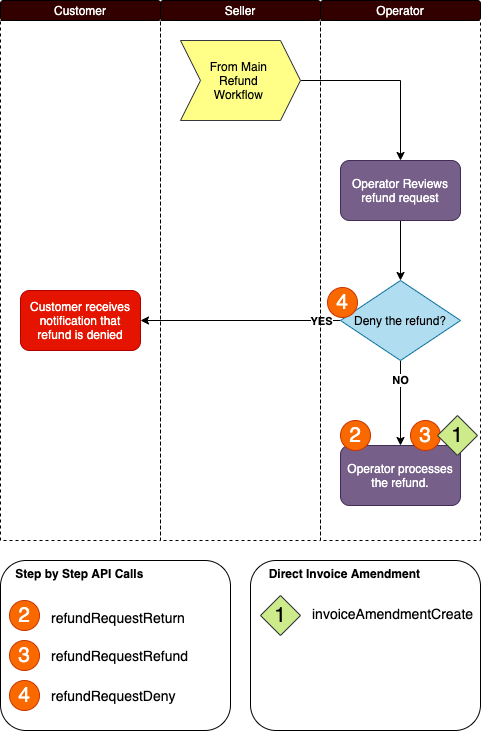 Customer
Seller
Operator
From Main
Refund
Workflow
Operator Reviews
refund request
4
Deny the refund?
YES
Customer receives
notification that
refund is denied
NO
2
3
1
Operator processes
the refund.
Step by Step API Calls
2 refundRequestReturn
3 refundRequestRefund
4 refundRequestDeny
Direct Invoice Amendment
1 invoiceAmendmentCreate